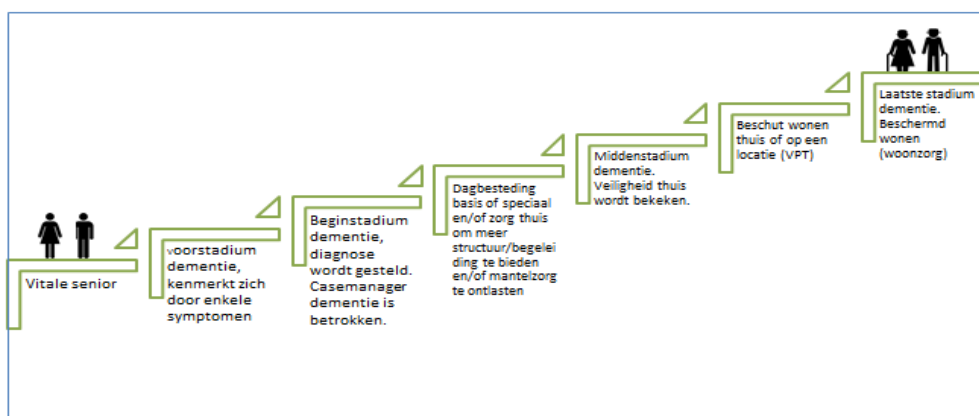 Vitale senior
voorstadium
dementie,
kenmerkt zich
door enkele
symptomen
Beginstadium
dementie,
diagnose
wordt gesteld.
Casemanager
dementie is
betrokken.
Dagbesteding
basis of speciaal
en/of zorg thuis
om meer
structuur/begelei
ding te bieden
en/of mantelzorg
te ontlasten
Middenstadium
dementie.
Veiligheid thuis
wordt bekeken.
Beschut wonen
thuis of op een
locatie (VPT)
Laatste stadium
dementie.
Beschermd
wonen
(woonzorg)